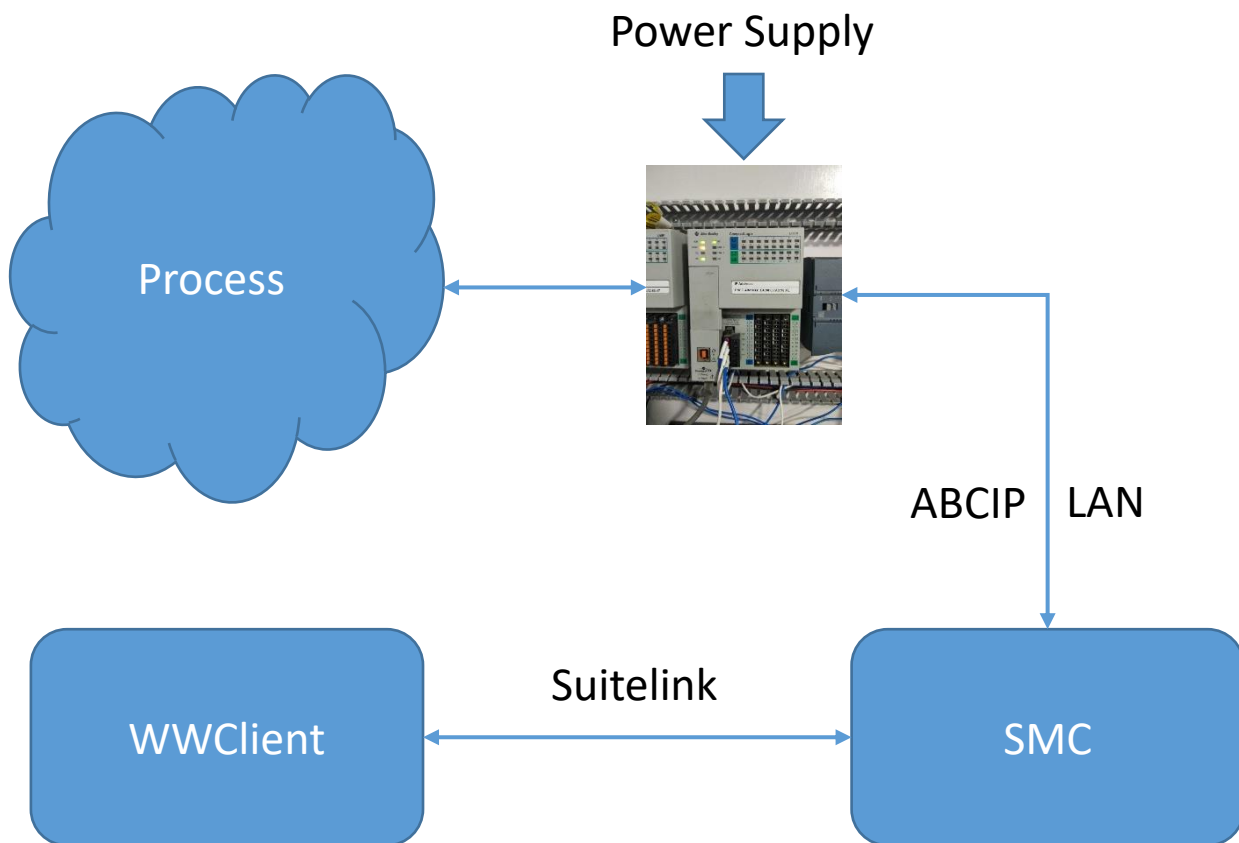 Power Supply
Process
ABCIP
LAN
Suitelink
WWClient
SMC